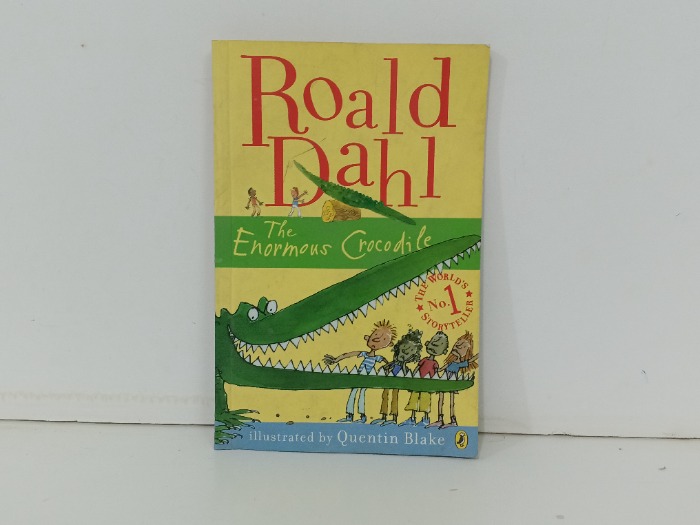 Roald
Dahl
The
Enormous Crocodile
THE WORLD'S
No. 1
STORYTELLER
illustrated by Quentin Blake